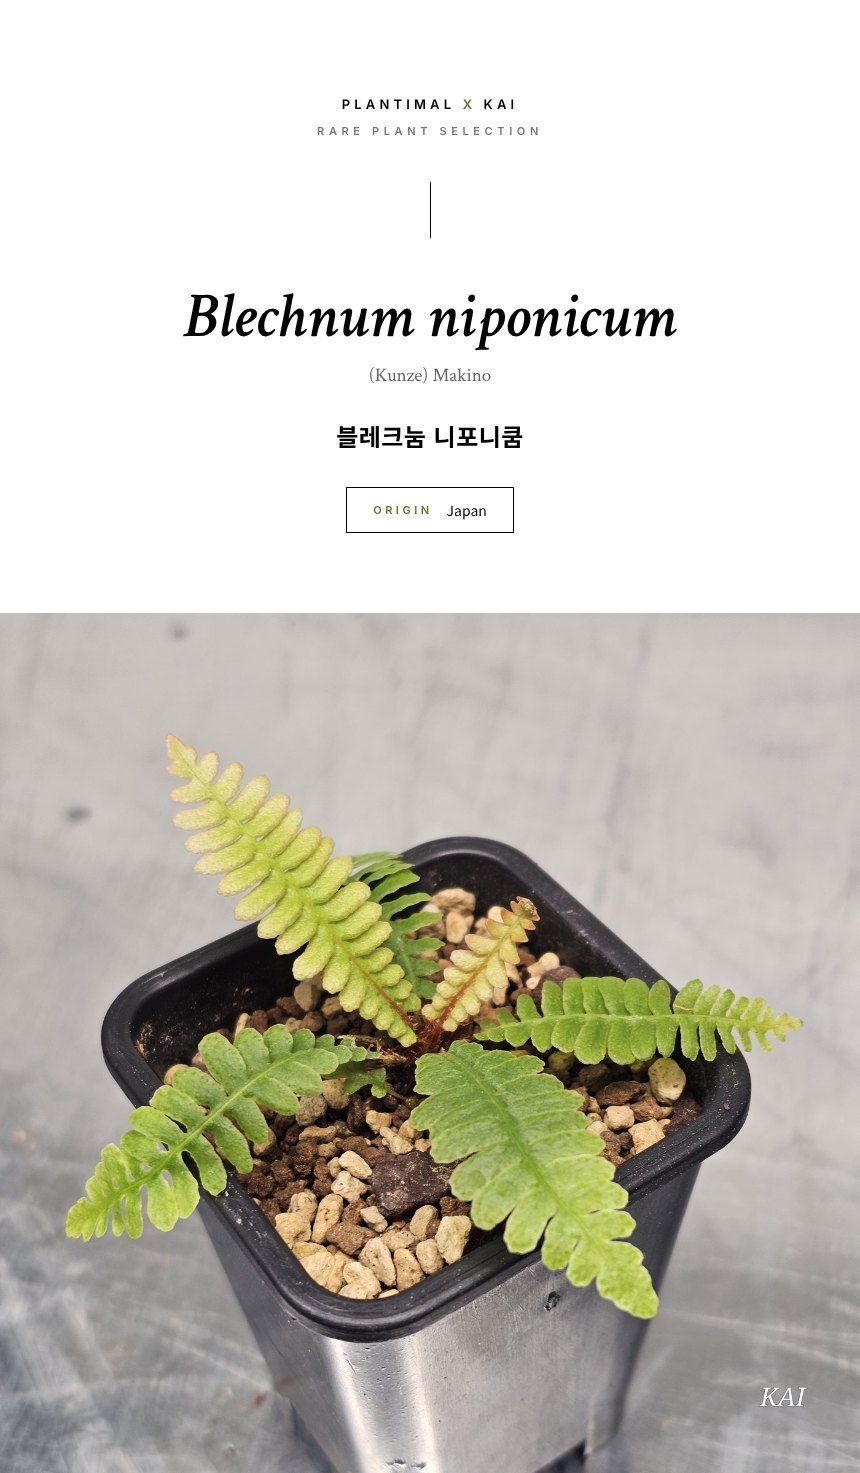 PLANTIMAL X KAI
RARE PLANT SELECTION
Blechnum niponicum
(Kunze) Makino
블레크눔 니포니쿰
ORIGIN Japan
KAI